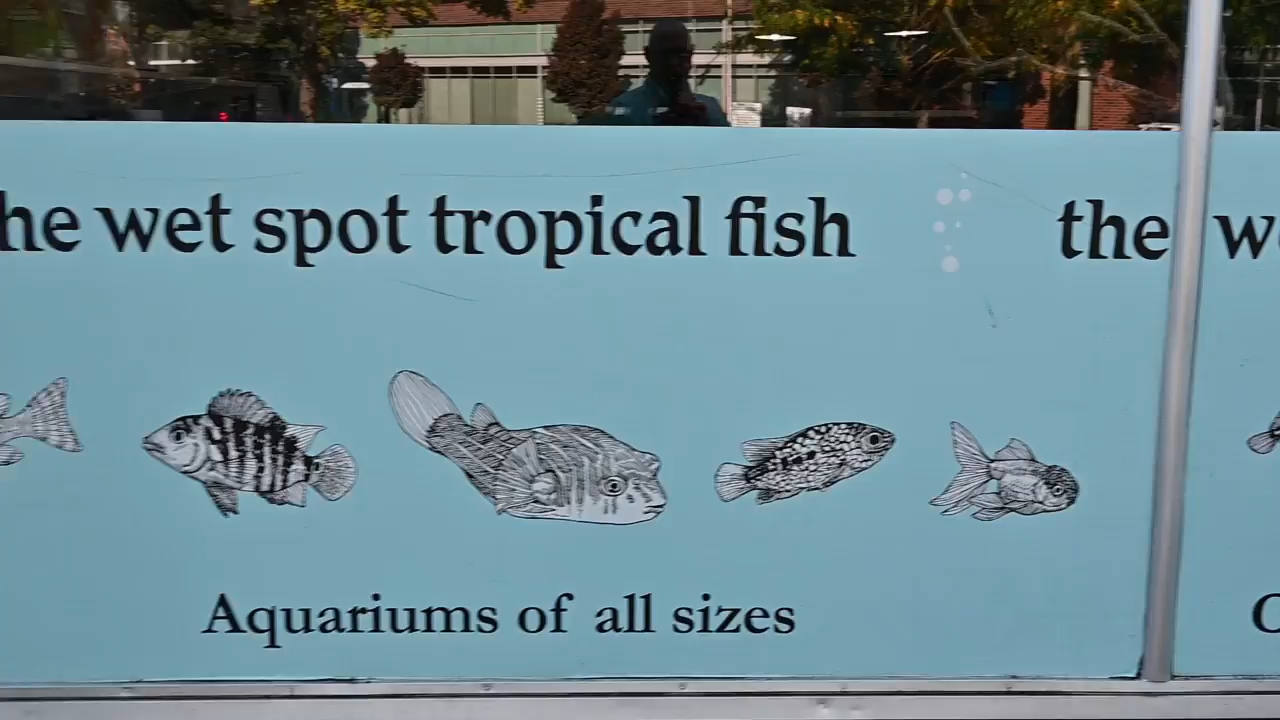 he wet spot tropical fish
the w
Aquariums of all sizes